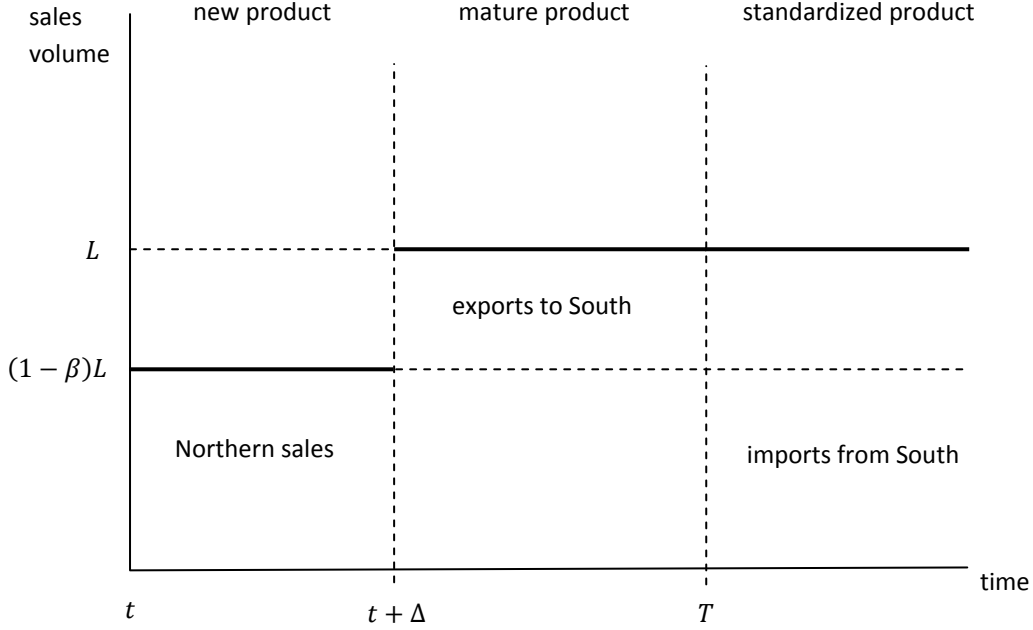 sales
volume
new product
mature product
standardized product
L
exports to South
(1 − β)L
Northern sales
imports from South
time
t
t + Δ
T